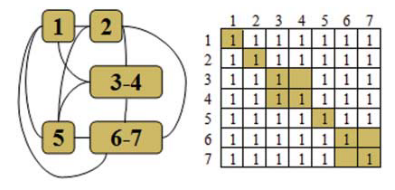 1 2
3-4
5 6-7
1 2 3 4 5 6 7
1 1 1 1 1 1 1 1
2 1 1 1 1 1 1 1
3 1 1 1 1 1 1
4 1 1 1 1 1 1 1
5 1 1 1 1 1 1 1
6 1 1 1 1 1 1
7 1 1 1 1 1 1